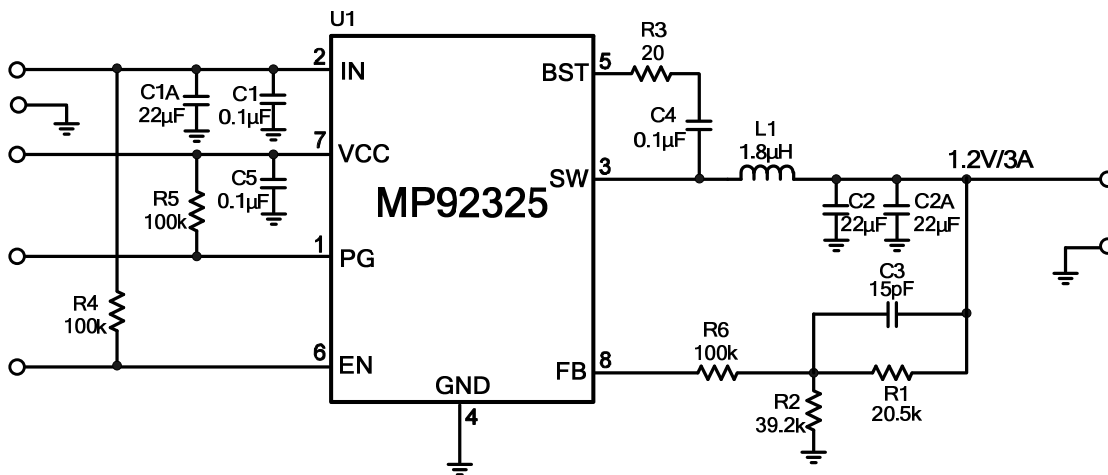 U1
2
IN
C1A
22µF
C1
0.1µF
7
VCC
R5
100k
C5
0.1µF
1
PG
R4
100k
6
EN
MP92325
GND
4
BST
5
R3
20
C4
0.1µF
SW
3
L1
1.8µH
1.2V/3A
C2
22µF
C2A
22µF
C3
15pF
FB
8
R6
100k
R2
39.2k
R1
20.5k